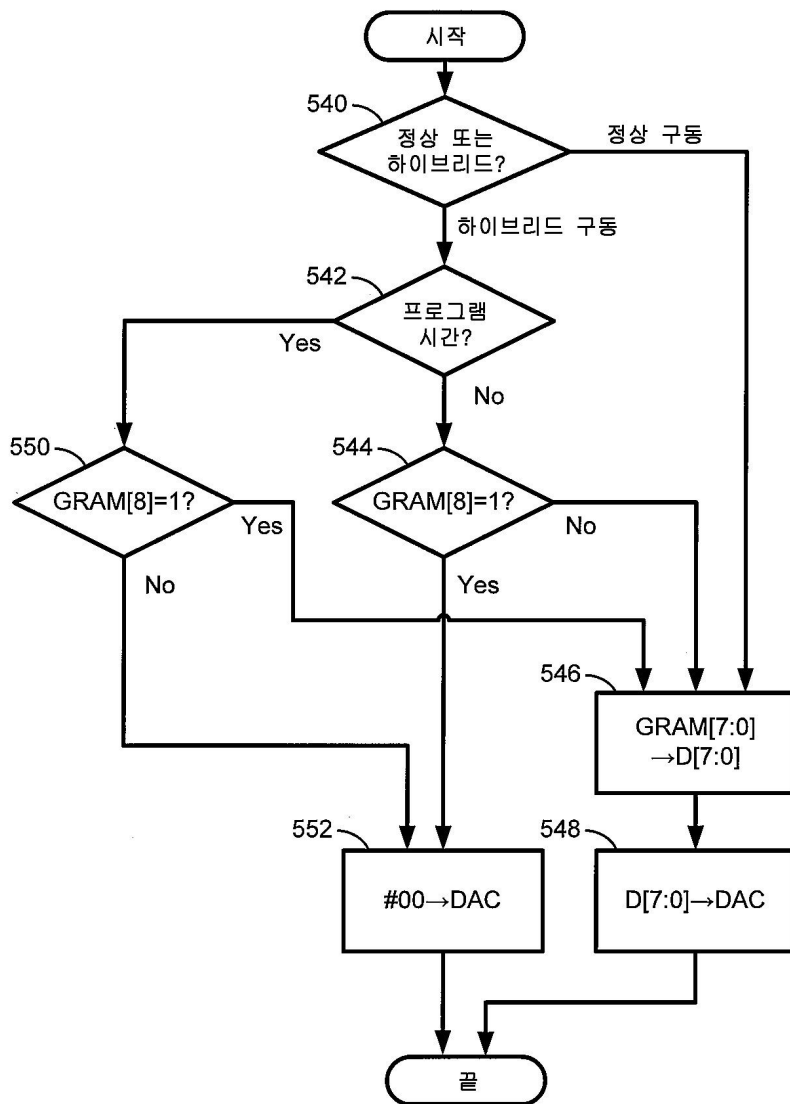 시작
540
정상 또는
하이브리드?
정상 구동
하이브리드 구동
542
프로그램
시간?
Yes
No
550
GRAM[8]=1?
Yes
No
544
GRAM[8]=1?
No
Yes
546
GRAM[7:0]
→D[7:0]
552
#00→DAC
548
D[7:0]→DAC
끝